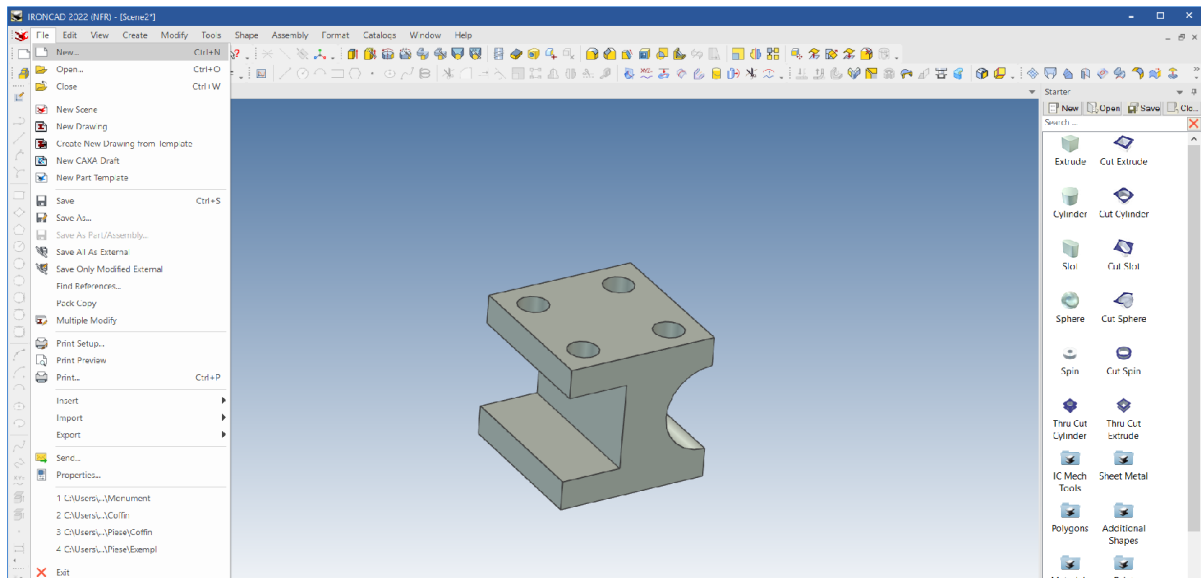 IRONCAD 2022 (NFR) - [Scene2*]
File Edit View Create Modify Tools Shape Assembly Format Catalogs Window Help
New... Ctrl+N
Open... Ctrl+O
Close Ctrl+W
New Scene
New Drawing
Create New Drawing from Template
New CAXA Draft
New Part Template
Save Ctrl+S
Save As...
Save As Part/Assembly...
Save All As External
Save Only Modified External
Find References...
Pack Copy
Multiple Modify
Print Setup...
Print Preview
Print... Ctrl+P
Insert
Import
Export
Send...
Properties...
1 C:\Users\...\Monument
2 C:\Users\...\Coffin
3 C:\Users\...\Piese\Coffin
4 C:\Users\...\Piese\Exempl
Exit
Starter
New Open Save Clo...
Search ...
Extrude Cut Extrude
Cylinder Cut Cylinder
Slot Cut Slot
Sphere Cut Sphere
Spin Cut Spin
Thru Cut Cylinder
Thru Cut Extrude
IC Mech Tools
Sheet Metal
Polygons
Additional Shapes